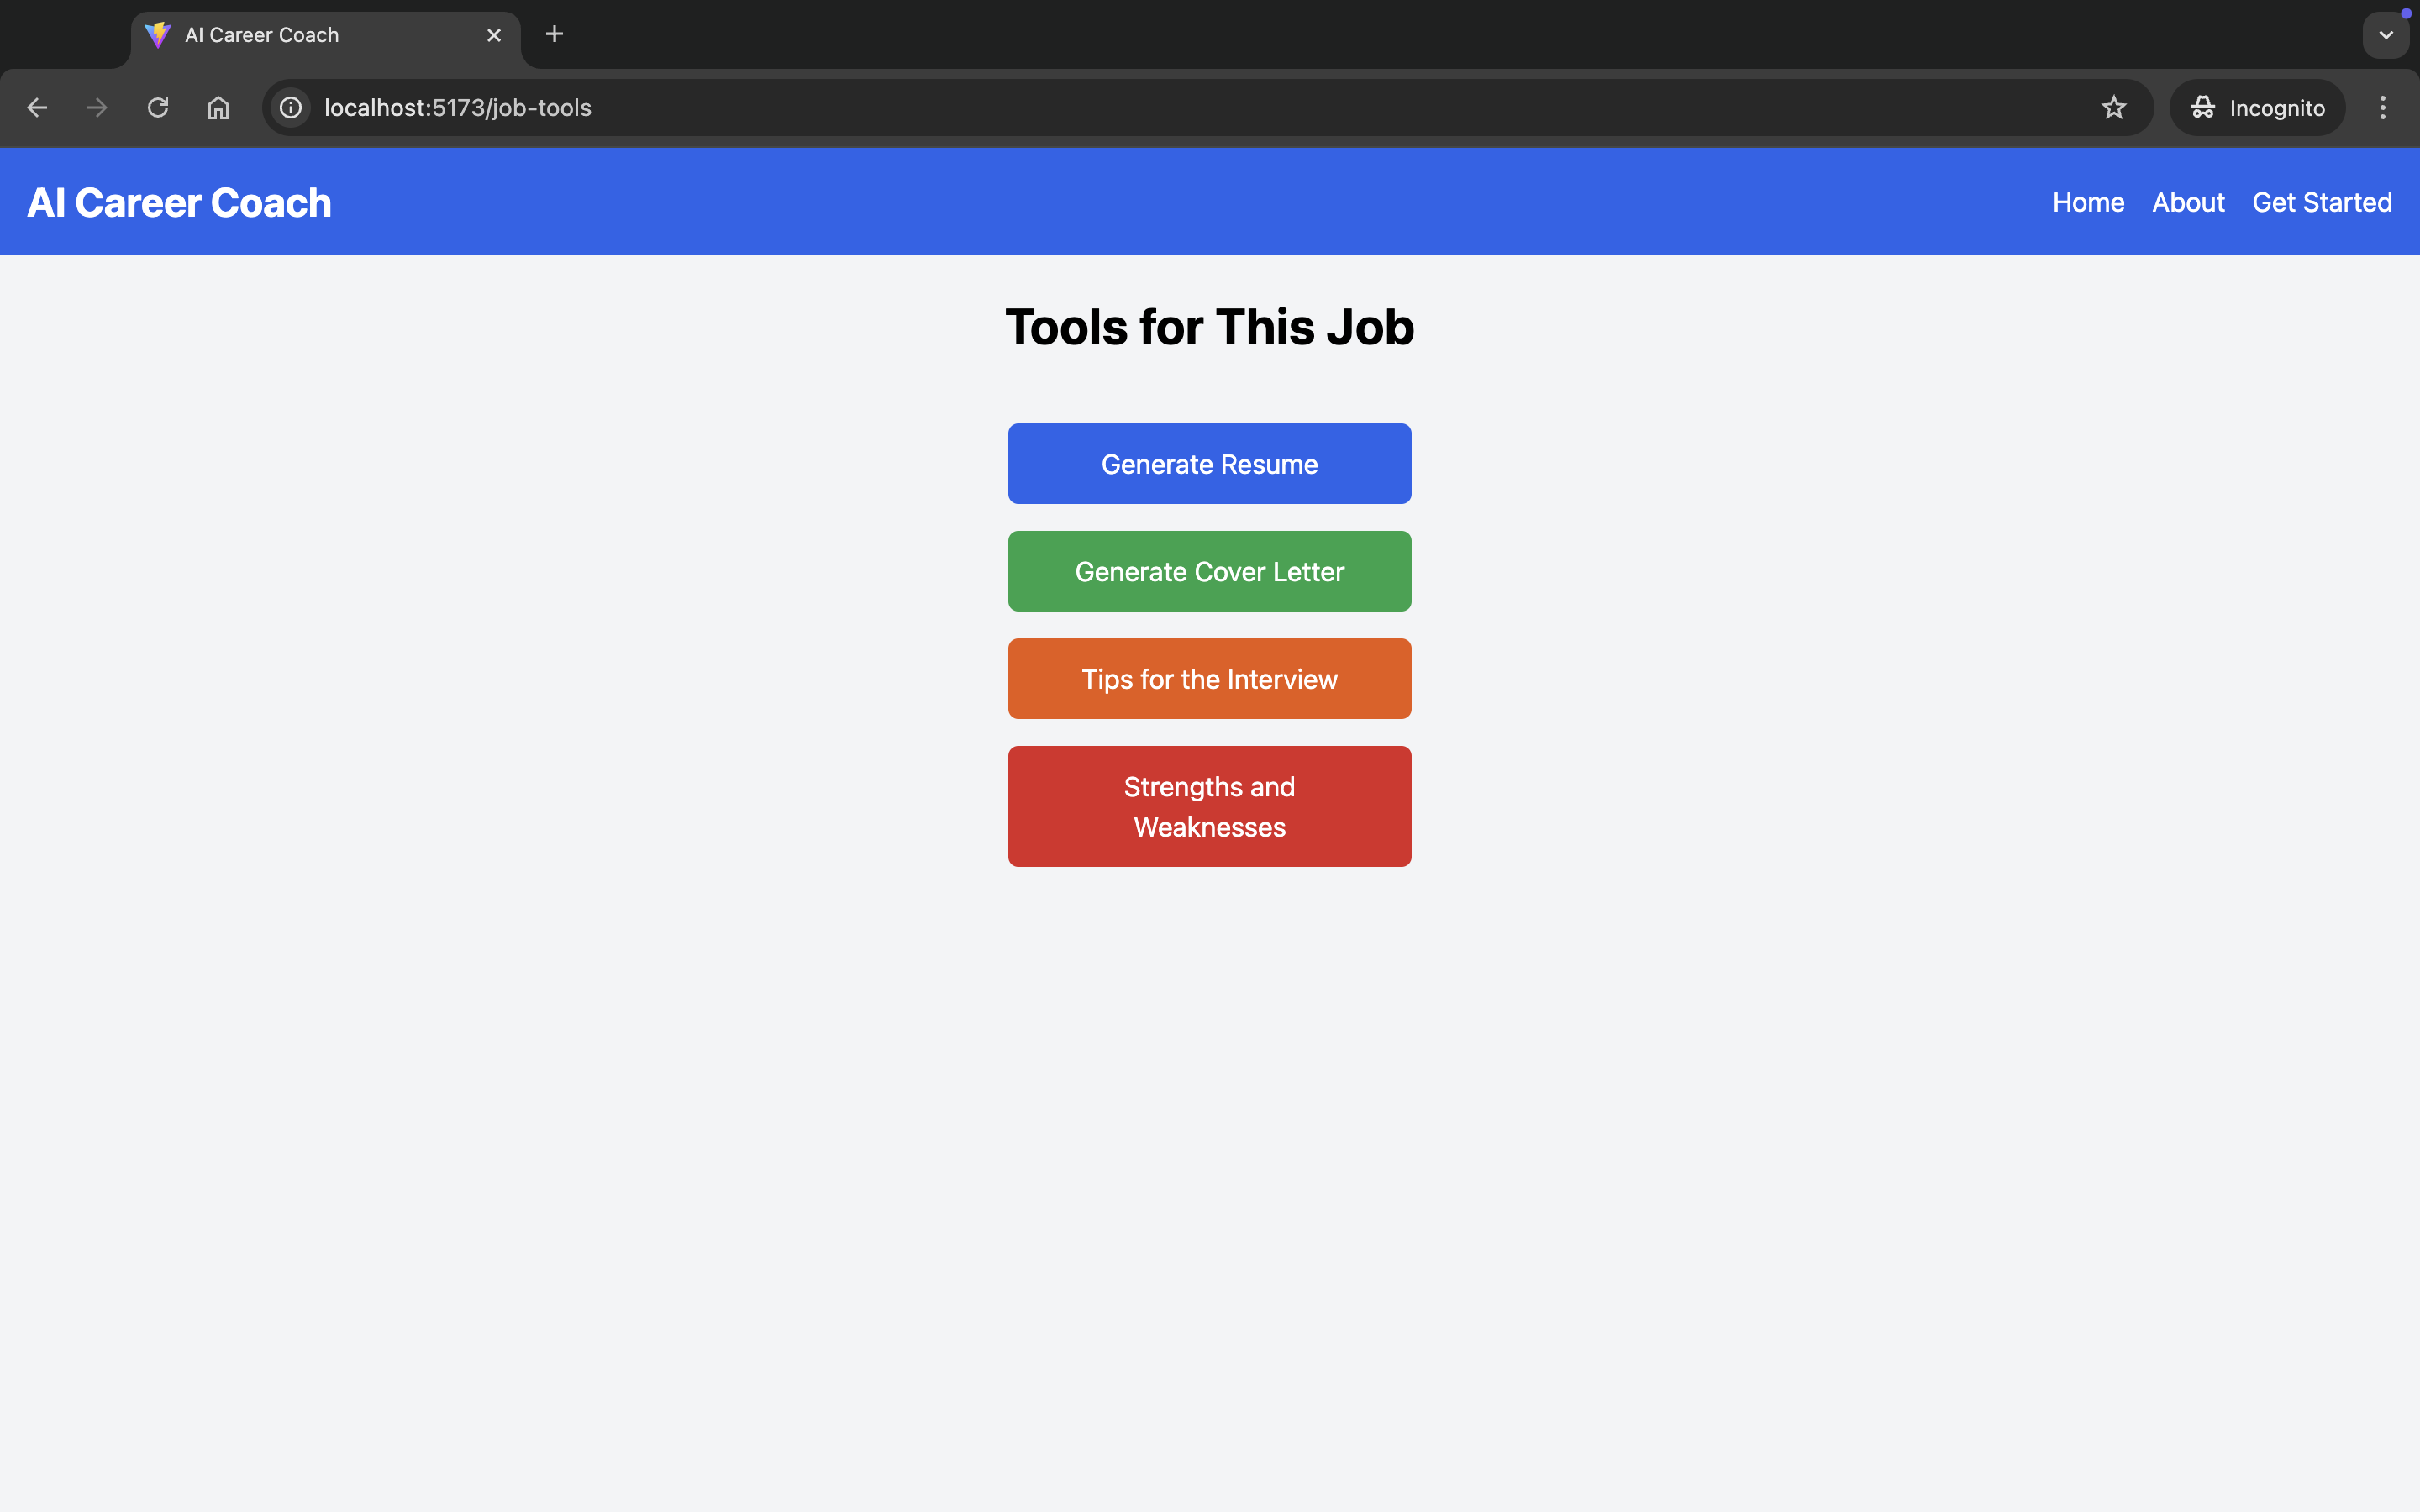 AI Career Coach
localhost:5173/job-tools
Incognito
AI Career Coach
Home
About
Get Started
Tools for This Job
Generate Resume
Generate Cover Letter
Tips for the Interview
Strengths and
Weaknesses